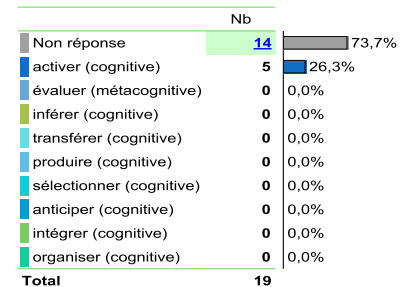 Nb
Non réponse 14 73,7%
activer (cognitive) 5 26,3%
évaluer (métacognitive) 0 0,0%
inférer (cognitive) 0 0,0%
transférer (cognitive) 0 0,0%
produire (cognitive) 0 0,0%
sélectionner (cognitive) 0 0,0%
anticiper (cognitive) 0 0,0%
intégrer (cognitive) 0 0,0%
organiser (cognitive) 0 0,0%
Total 19